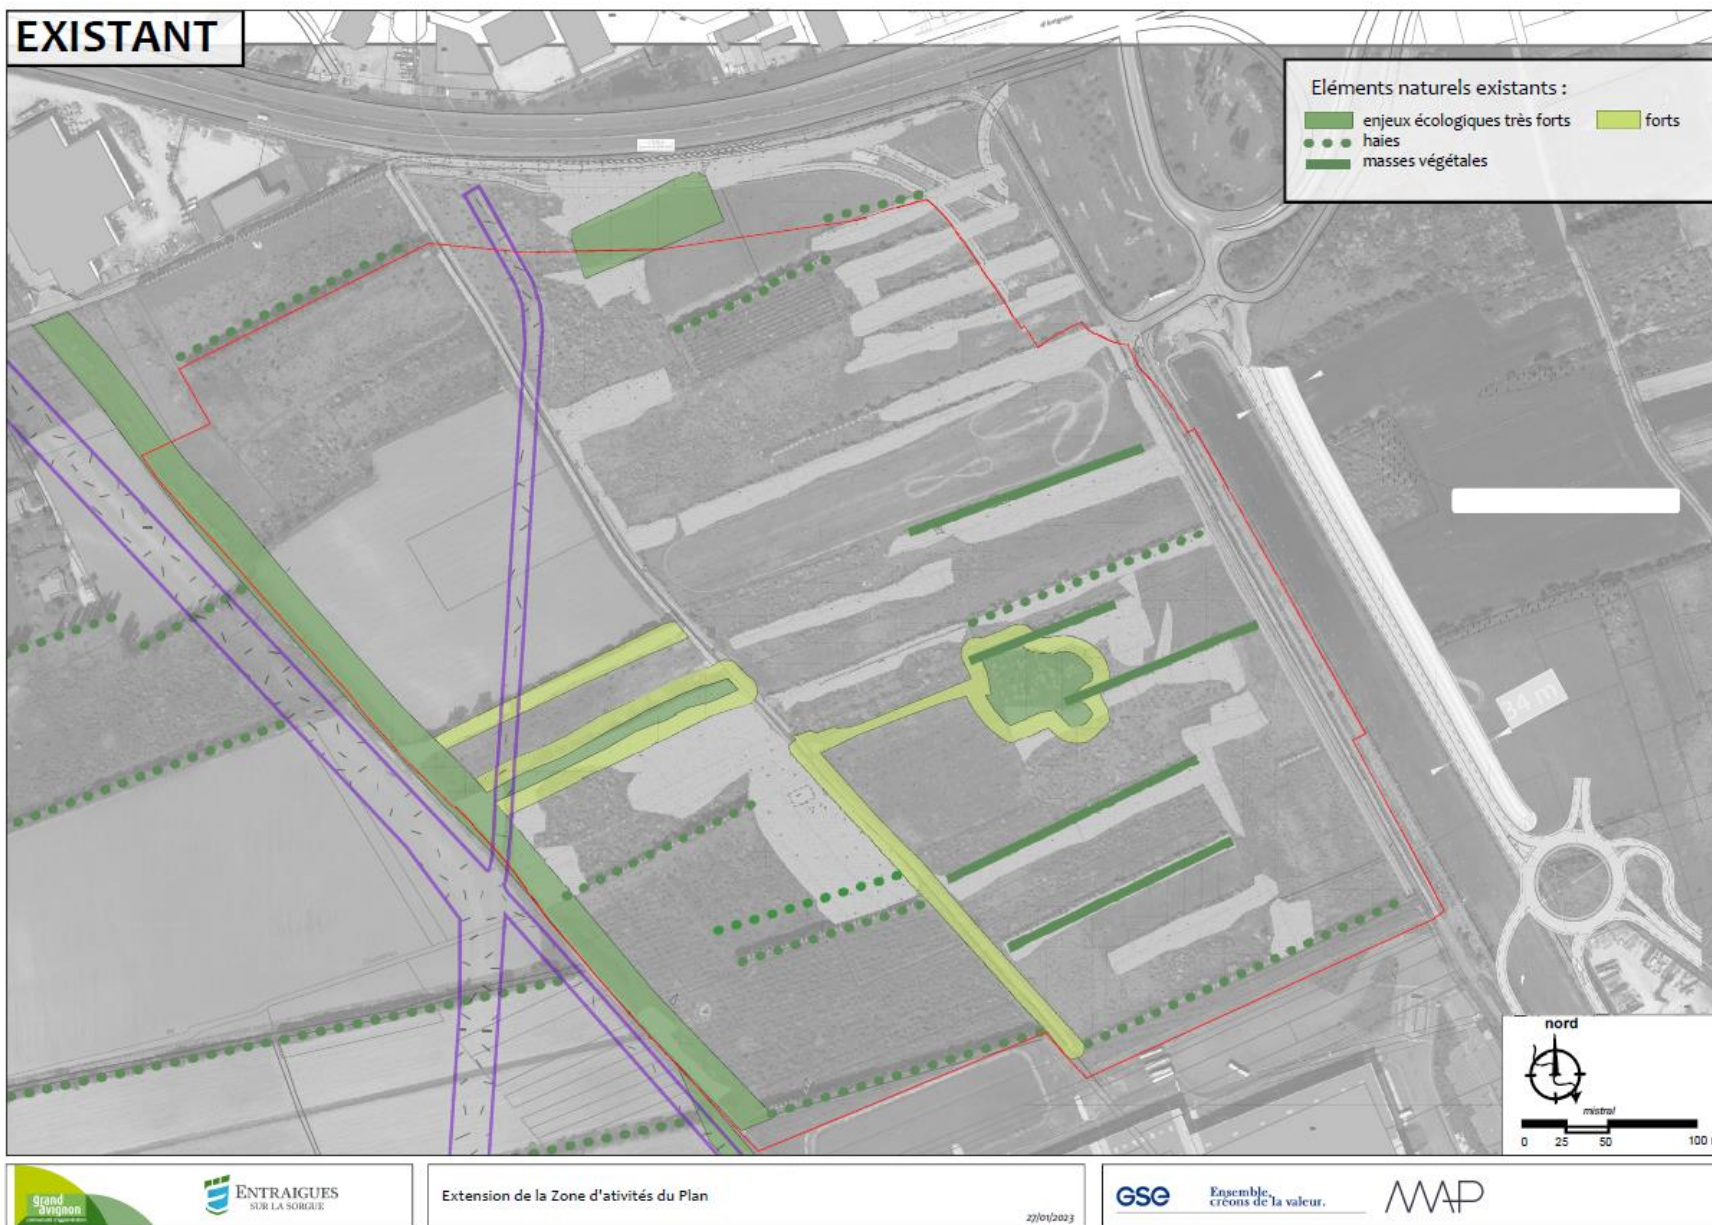 EXISTANT
d'Avignon
Eléments naturels existants :
enjeux écologiques très forts
forts
haies
masses végétales
34 m
nord
mistral
0 25 50 100
grand
avignon
ENTRAIGUES
SUR LA SORGUE
Extension de la Zone d'ativités du Plan
27/01/2023
GSE
Ensemble,
créons de la valeur.
MAP